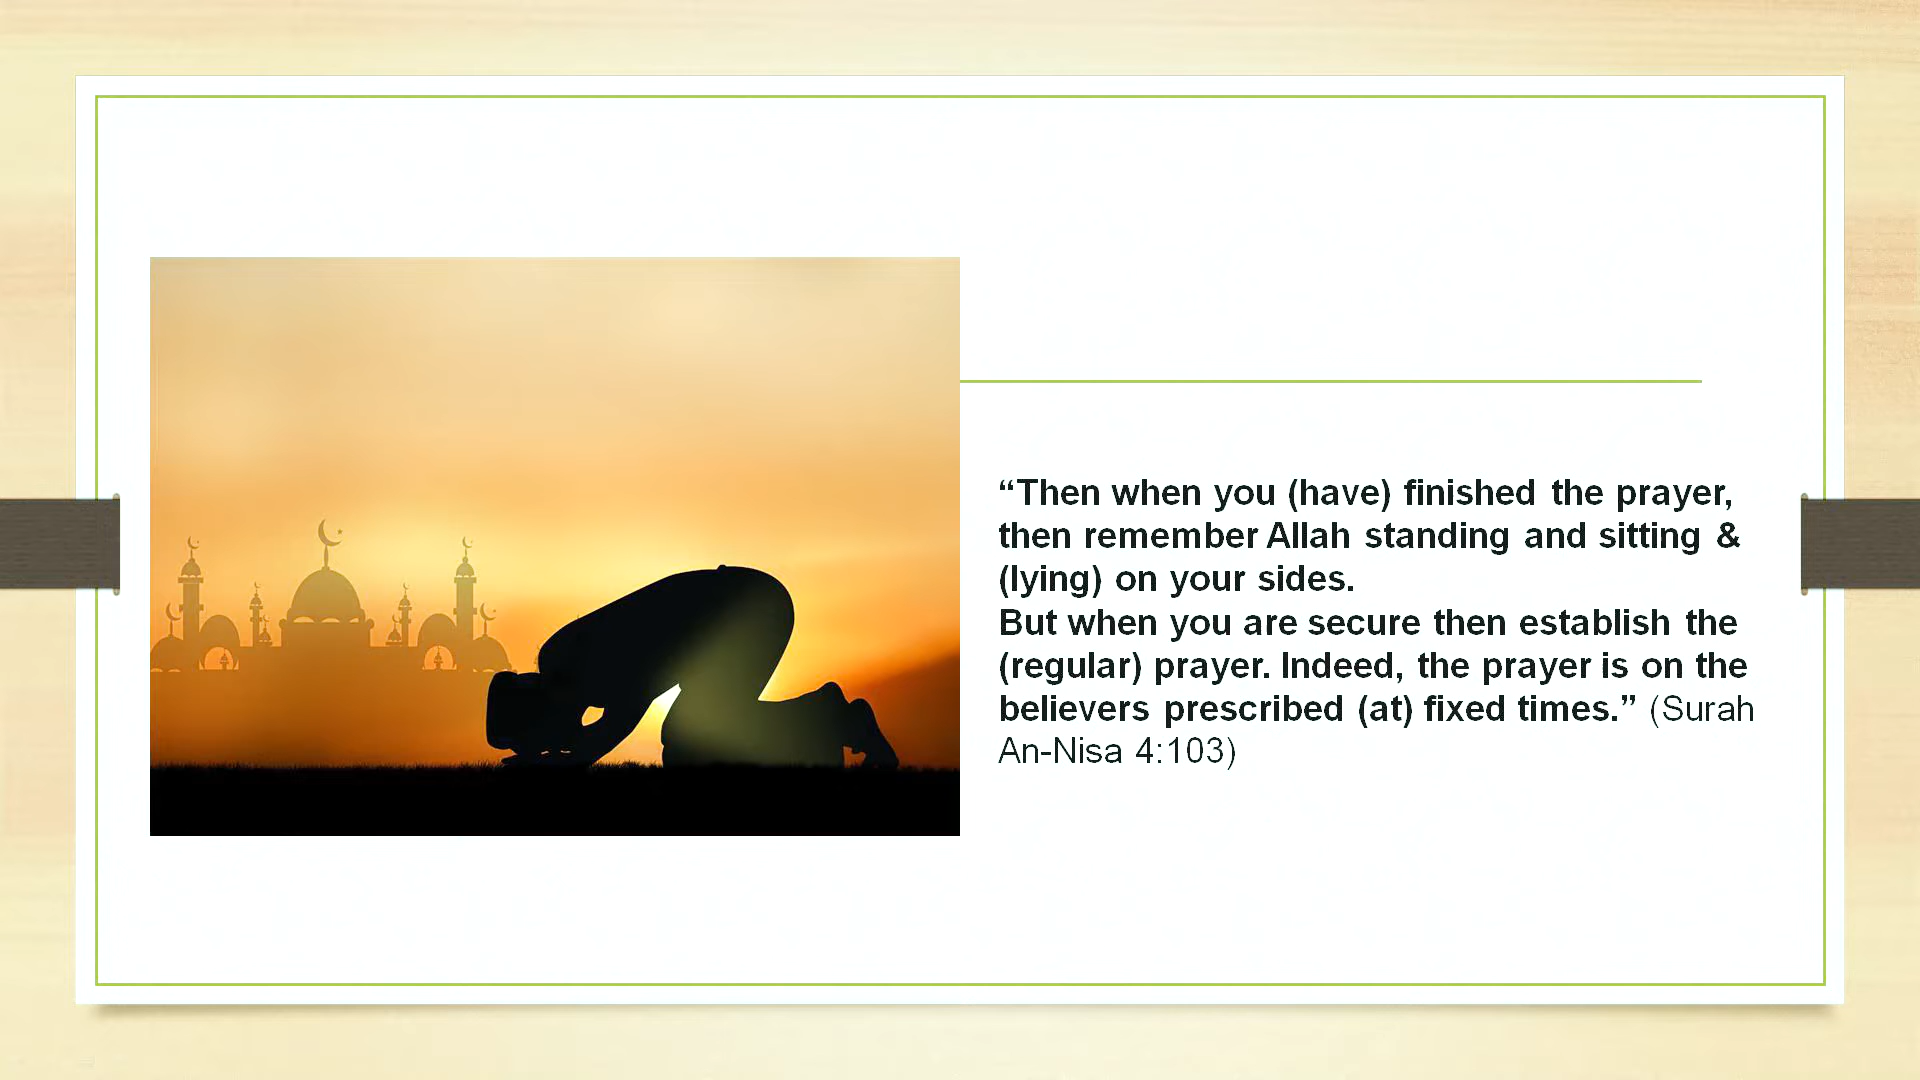 “Then when you (have) finished the prayer,
then remember Allah standing and sitting &
(lying) on your sides.
But when you are secure then establish the
(regular) prayer. Indeed, the prayer is on the
believers prescribed (at) fixed times.” (Surah
An-Nisa 4:103)